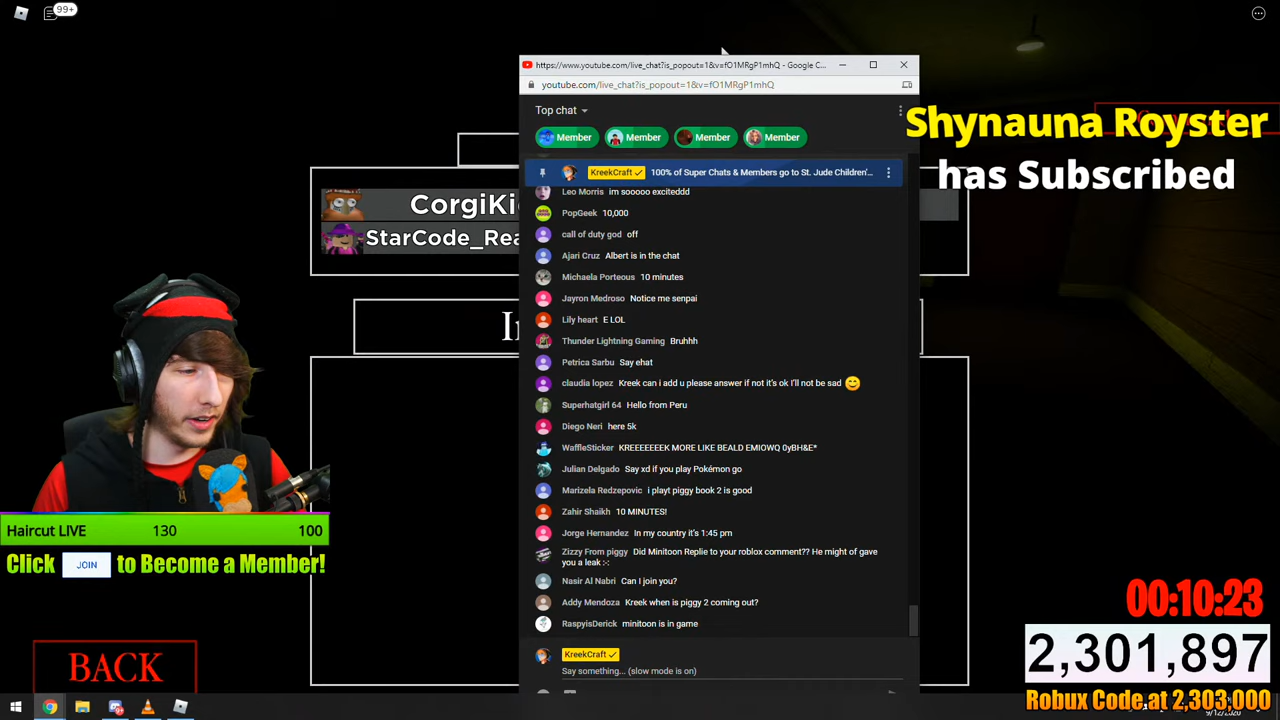 99+
https://www.youtube.com/live_chat?is_popout=1&v=fO1MRgP1mhQ - Google C...
youtube.com/live_chat?is_popout=1&v=fO1MRgP1mhQ
Top chat
Member Member Member Member
KreekCraft 100% of Super Chats & Members go to St. Jude Children'...
Leo Morris im sooooo exciteddd
PopGeek 10,000
call of duty god off
Ajari Cruz Albert is in the chat
Michaela Porteous 10 minutes
Jayron Medroso Notice me senpai
Lily heart E LOL
Thunder Lightning Gaming Bruhhh
Petrica Sarbu Say ehat
claudia lopez Kreek can i add u please answer if not it's ok I'll not be sad 😊
Superhatgirl 64 Hello from Peru
Diego Neri here 5k
WaffleSticker KREEEEEEEK MORE LIKE BEALD EMIOWQ 0yBH&E*
Julian Delgado Say xd if you play Pokémon go
Marizela Redzepovic i playt piggy book 2 is good
Zahir Shaikh 10 MINUTES!
Jorge Hernandez In my country it's 1:45 pm
Zizzy From piggy Did Minitoon Replie to your roblox comment?? He might of gave
you a leak :-:
Nasir Al Nabri Can I join you?
Addy Mendoza Kreek when is piggy 2 coming out?
RaspyisDerick minitoon is in game
KreekCraft
Say something... (slow mode is on)
Shynauna Royster
has Subscribed
CorgiKi
StarCode_Rea
In
Haircut LIVE 130 100
Click JOIN to Become a Member!
BACK
00:10:23
2,301,897
Robux Code at 2,303,000
9/12/2020